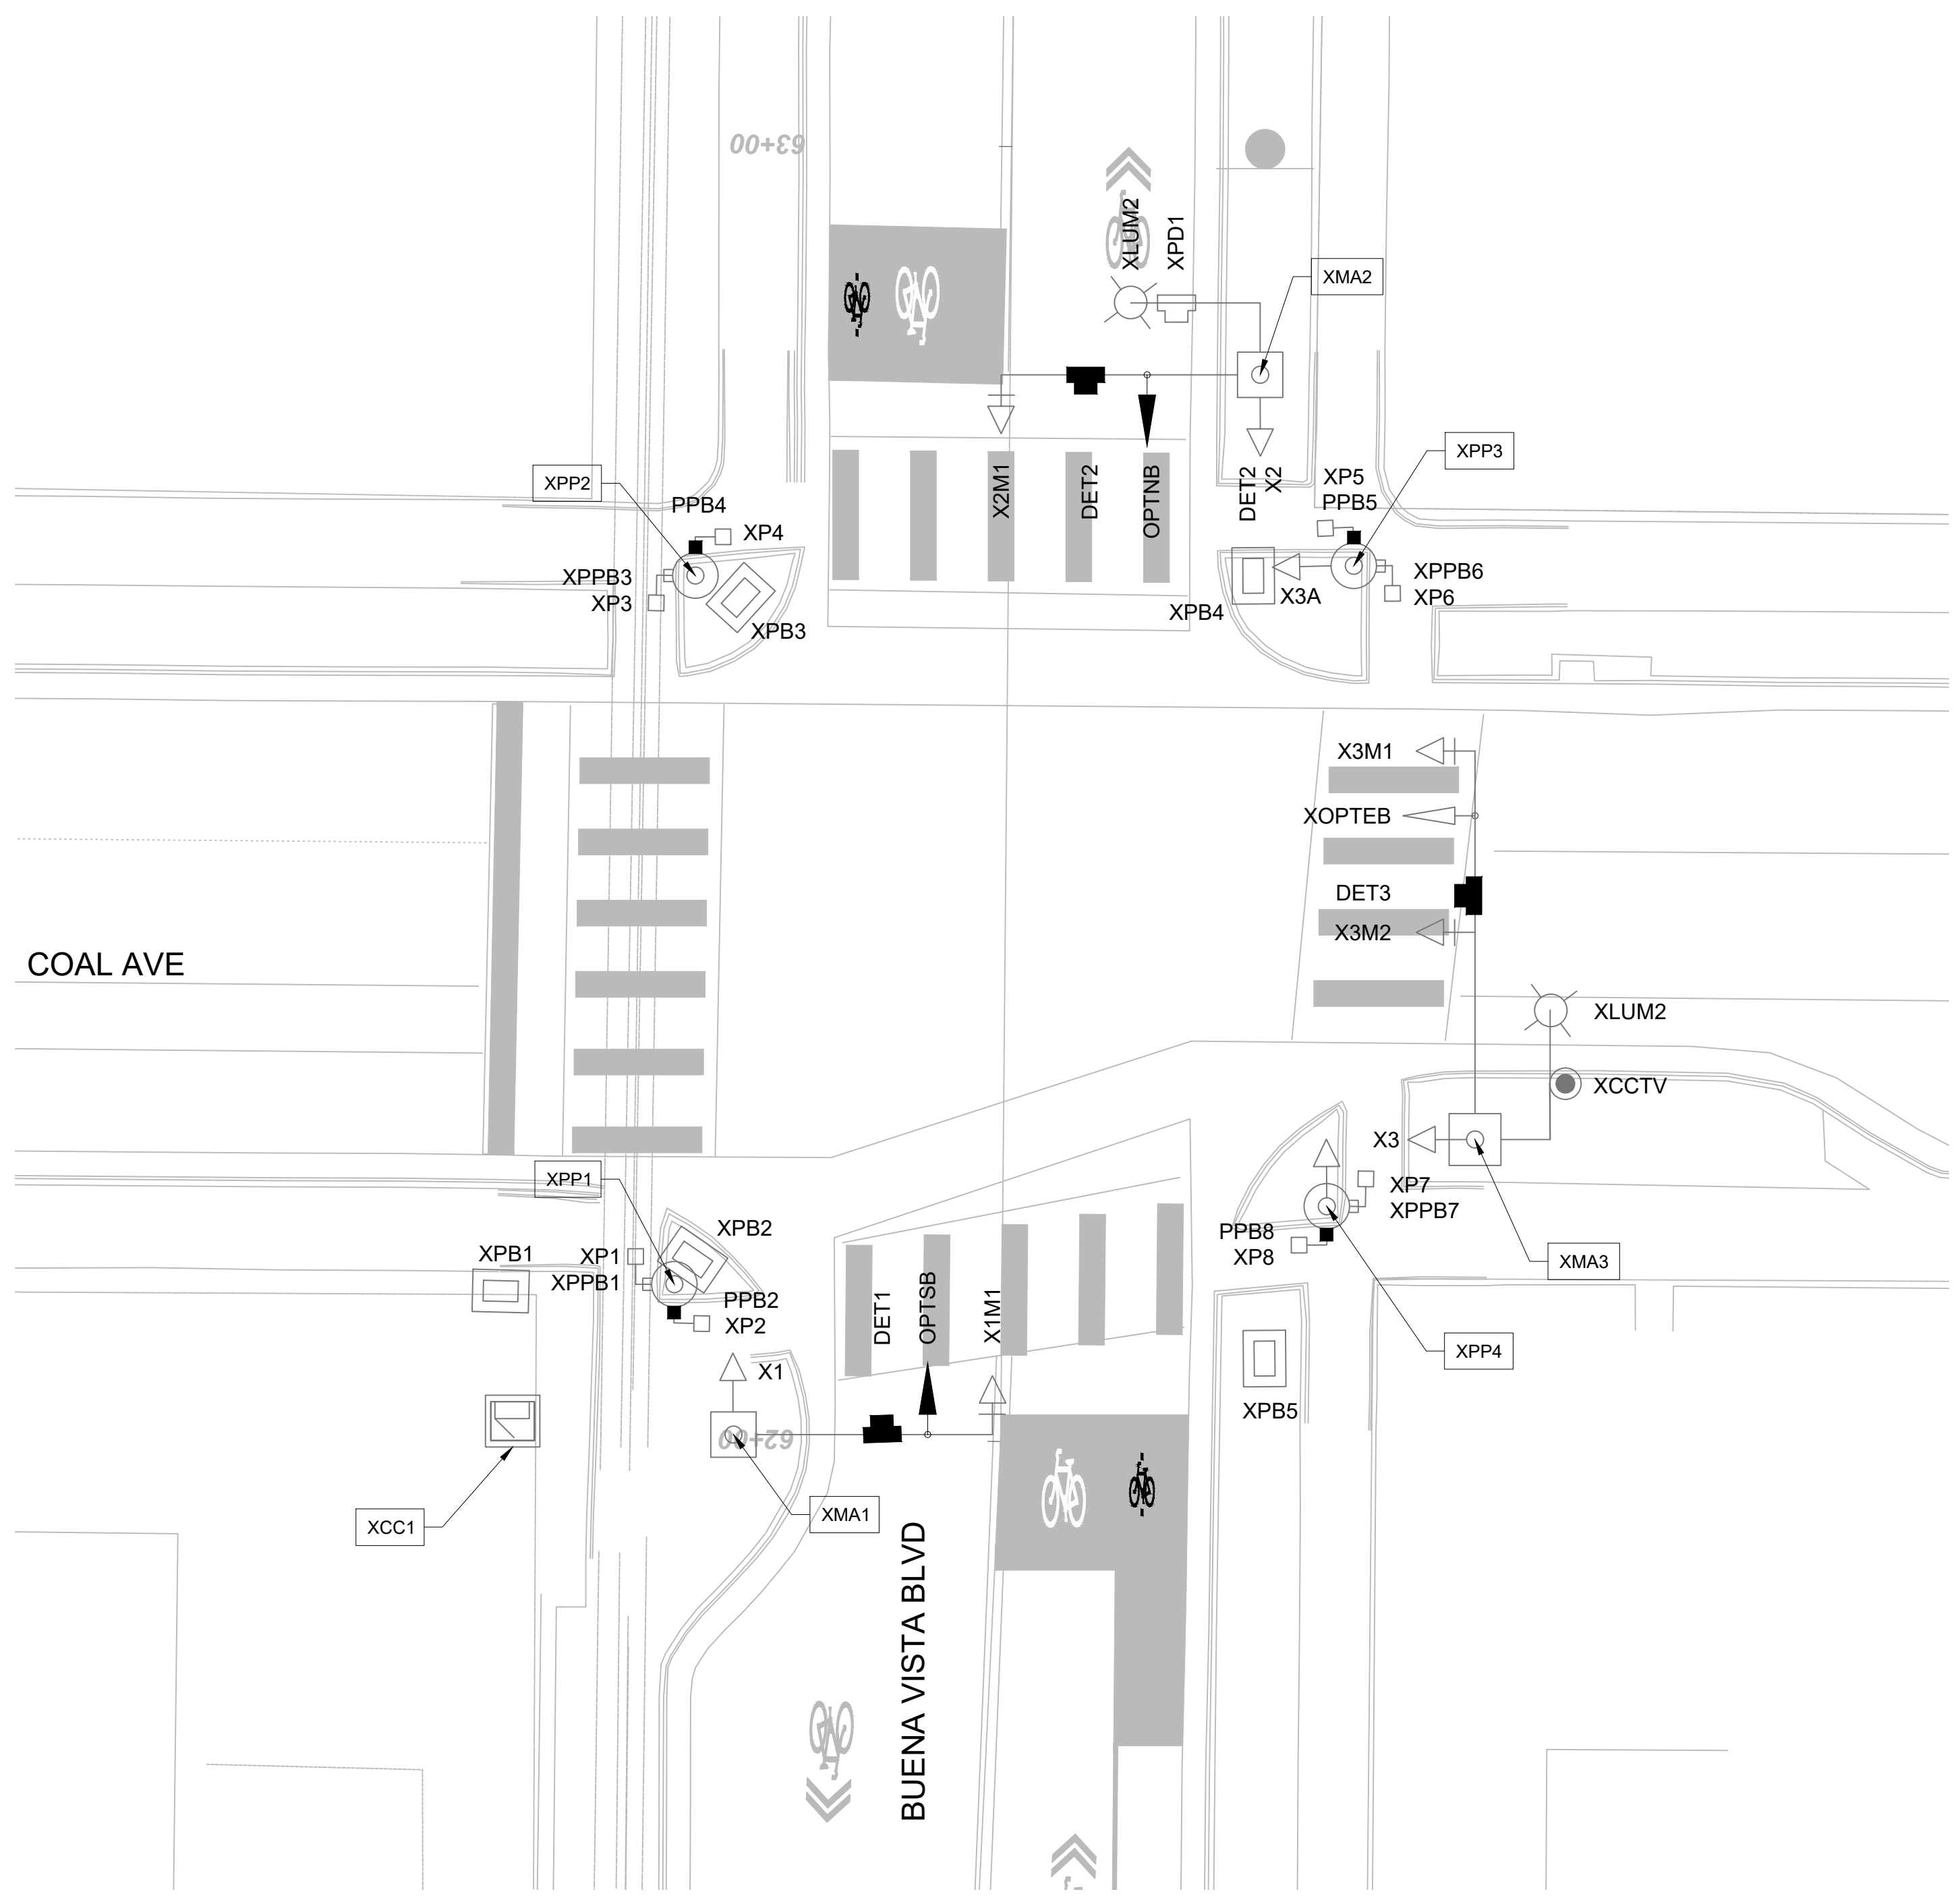 63+00
XLUM2
XPD1
XMA2
XPP3
XPP2
X2M1
DET2
OPTNB
DET2
X2
XP5
PPB5
PPB4
XP4
XPPB3
XP3
XPB3
XPB4
X3A
XPPB6
XP6
X3M1
XOPTEB
DET3
X3M2
COAL AVE
XLUM2
XCCTV
X3
XPP1
XP7
XPPB7
PPB8
XP8
XMA3
XPB1
XP1
XPPB1
XPB2
PPB2
XP2
DET1
OPTSB
X1M1
X1
XPP4
XPB5
62+00
XCC1
XMA1
BUENA VISTA BLVD